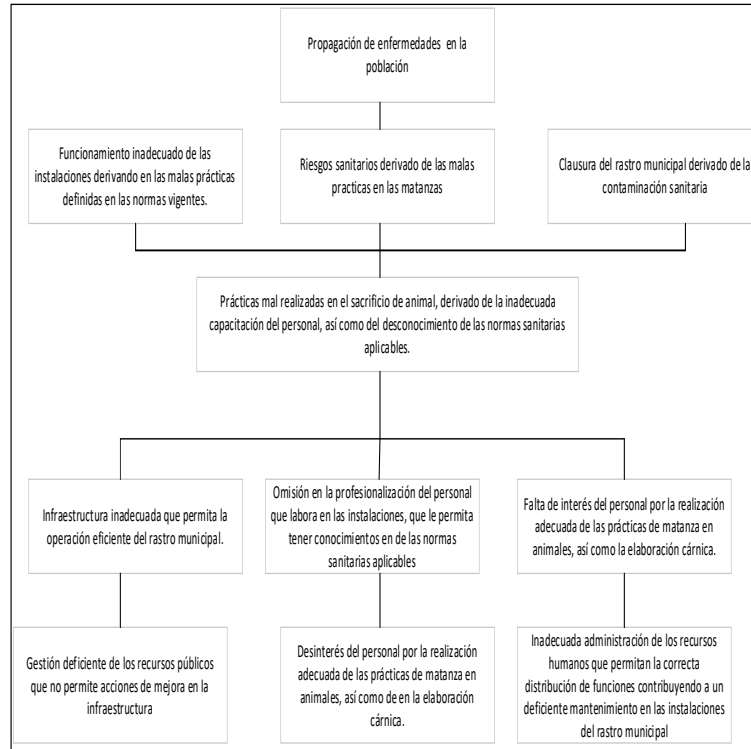 Propagación de enfermedades en la
población
Funcionamiento inadecuado de las
instalaciones derivando en las malas prácticas
definidas en las normas vigentes.
Riesgos sanitarios derivado de las malas
practicas en las matanzas
Clausura del rastro municipal derivado de la
contaminación sanitaria
Prácticas mal realizadas en el sacrificio de animal, derivado de la inadecuada
capacitación del personal, así como del desconocimiento de las normas sanitarias
aplicables.
Infraestructura inadecuada que permita la
operación eficiente del rastro municipal.
Omisión en la profesionalización del personal
que labora en las instalaciones, que le permita
tener conocimientos en de las normas
sanitarias aplicables
Falta de interés del personal por la realización
adecuada de las prácticas de matanza en
animales, así como la elaboración cárnica.
Gestión deficiente de los recursos públicos
que no permite acciones de mejora en la
infraestructura
Desinterés del personal por la realización
adecuada de las prácticas de matanza en
animales, así como de en la elaboración
cárnica.
Inadecuada administración de los recursos
humanos que permitan la correcta
distribución de funciones contribuyendo a un
deficiente mantenimiento en las instalaciones
del rastro municipal